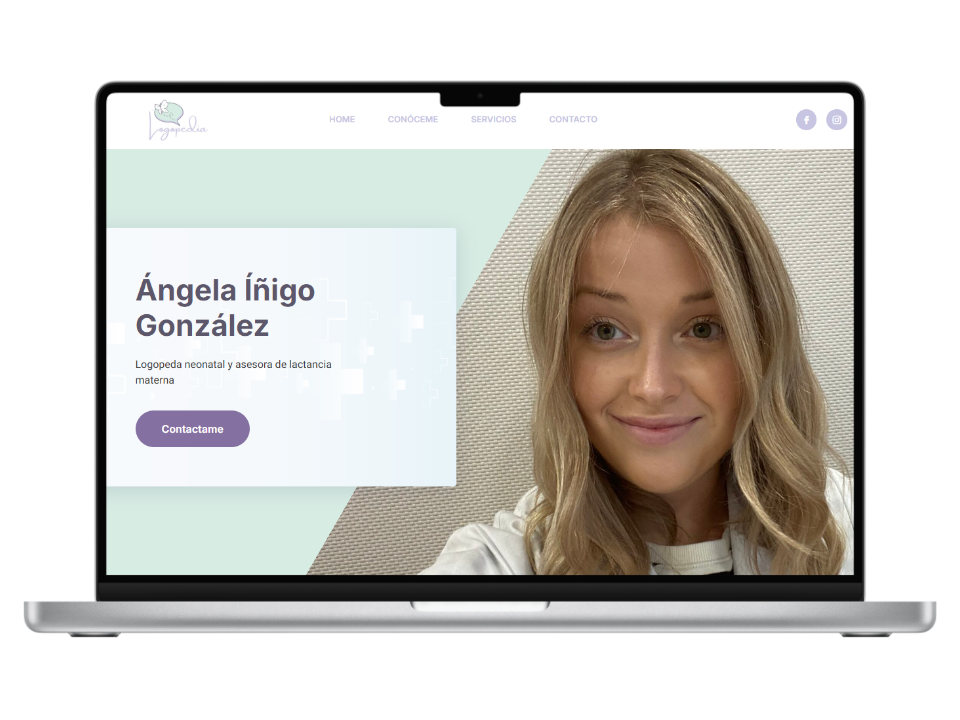 Logopedia
HOME CONÓCEME SERVICIOS CONTACTO
Ángela Íñigo
González
Logopeda neonatal y asesora de lactancia
materna
Contactame